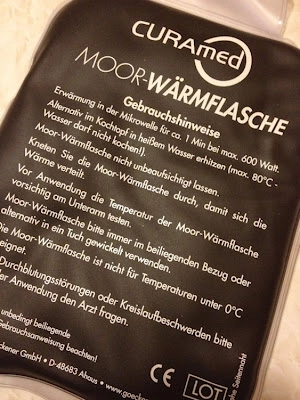 CURAmed
MOOR-WÄRMFLASCHE
Gebrauchshinweise
Erwärmung in der Mikrowelle für ca. 1 Min bei max. 600 Watt.
Alternativ im Kochtopf in heißem Wasser erhitzen (max. 80°C -
Wasser darf nicht kochen!).
Moor-Wärmflasche nicht unbeaufsichtigt lassen.
Kneten Sie die Moor-Wärmflasche durch, damit sich die
Wärme verteilt.
Vor Anwendung die Temperatur der Moor-Wärmflasche
vorsichtig am Unterarm testen.
Moor-Wärmflasche bitte immer im beiliegenden Bezug oder
alternativ in ein Tuch gewickelt verwenden.
Die Moor-Wärmflasche ist nicht für Temperaturen unter 0°C
eignet.
Durchblutungsstörungen oder Kreislaufbeschwerden bitte
er Anwendung den Arzt fragen.
unbedingt beiliegende
Gebrauchsanweisung beachten!
ckener GmbH • D-48683 Ahaus • www.goeck
CE
LOT
he Seitennaht